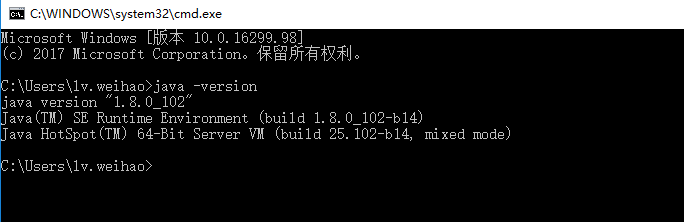 C:\WINDOWS\system32\cmd.exe
Microsoft Windows [版本 10.0.16299.98]
(c) 2017 Microsoft Corporation。保留所有权利。
C:\Users\lv.weihao>java -version
java version "1.8.0_102"
Java(TM) SE Runtime Environment (build 1.8.0_102-b14)
Java HotSpot(TM) 64-Bit Server VM (build 25.102-b14, mixed mode)
C:\Users\lv.weihao>